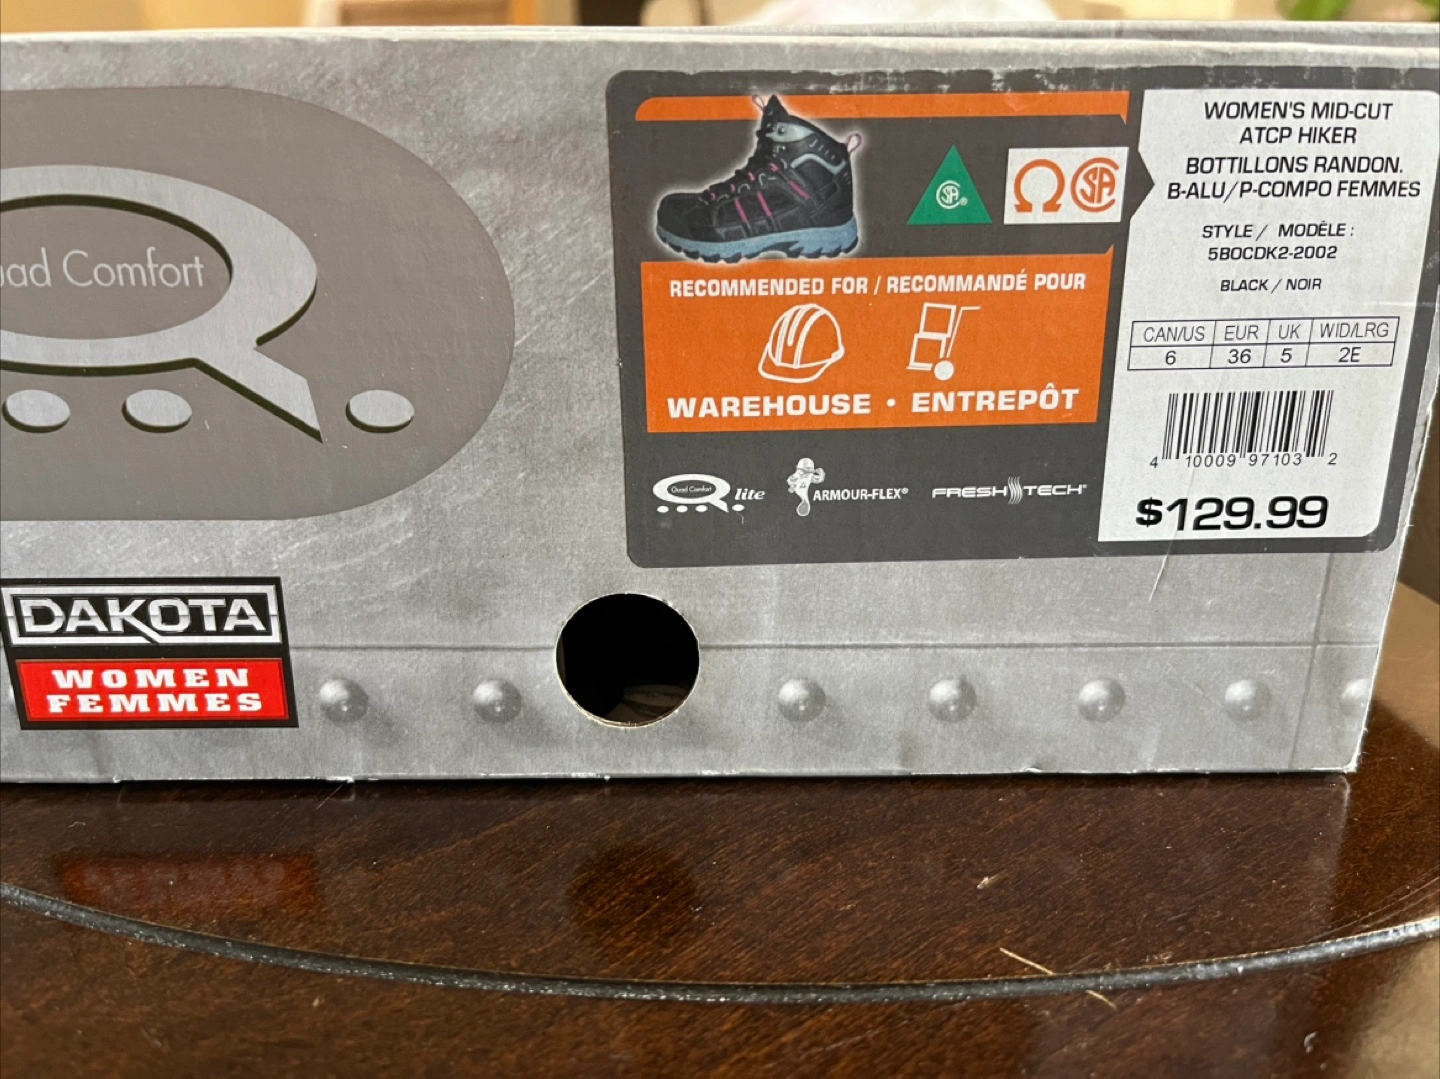 Comfort
DAKOTA
WOMEN
FEMMES
RECOMMENDED FOR / RECOMMANDÉ POUR
WAREHOUSE • ENTREPÔT
Quad Comfort
lite
ARMOUR-FLEX®
FRESH TECH
WOMEN'S MID-CUT
ATCP HIKER
BOTTILLONS RANDON.
B-ALU/P-COMPO FEMMES
STYLE / MODÈLE :
5BOCDK2-2002
BLACK / NOIR
CAN/US EUR UK WID/LRG
6 36 5 2E
4 10009 97103 2
$129.99